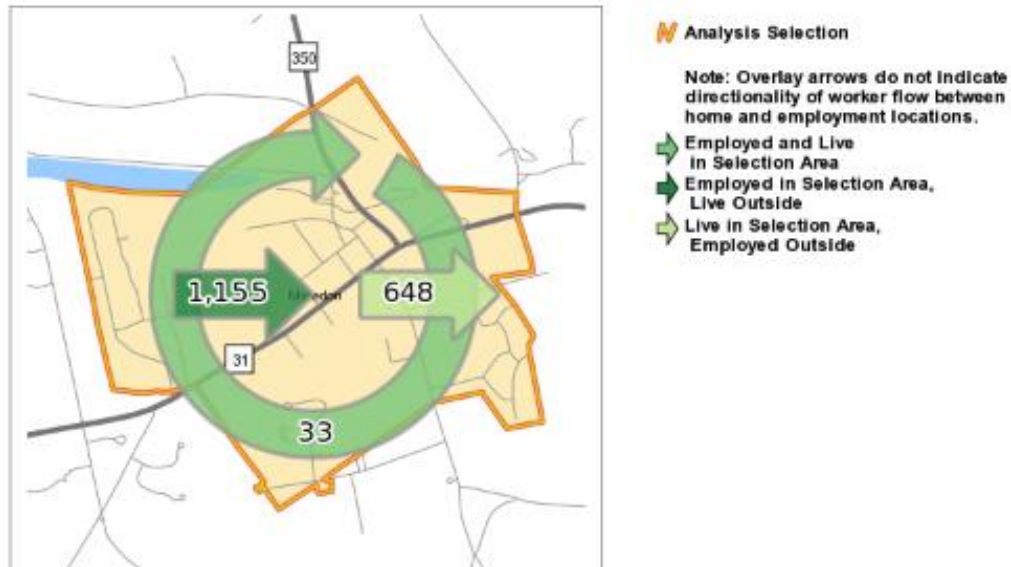 350
1,155
648
31
33
Analysis Selection
Note: Overlay arrows do not indicate
directionality of worker flow between
home and employment locations.
Employed and Live
in Selection Area
Employed in Selection Area,
Live Outside
Live in Selection Area,
Employed Outside